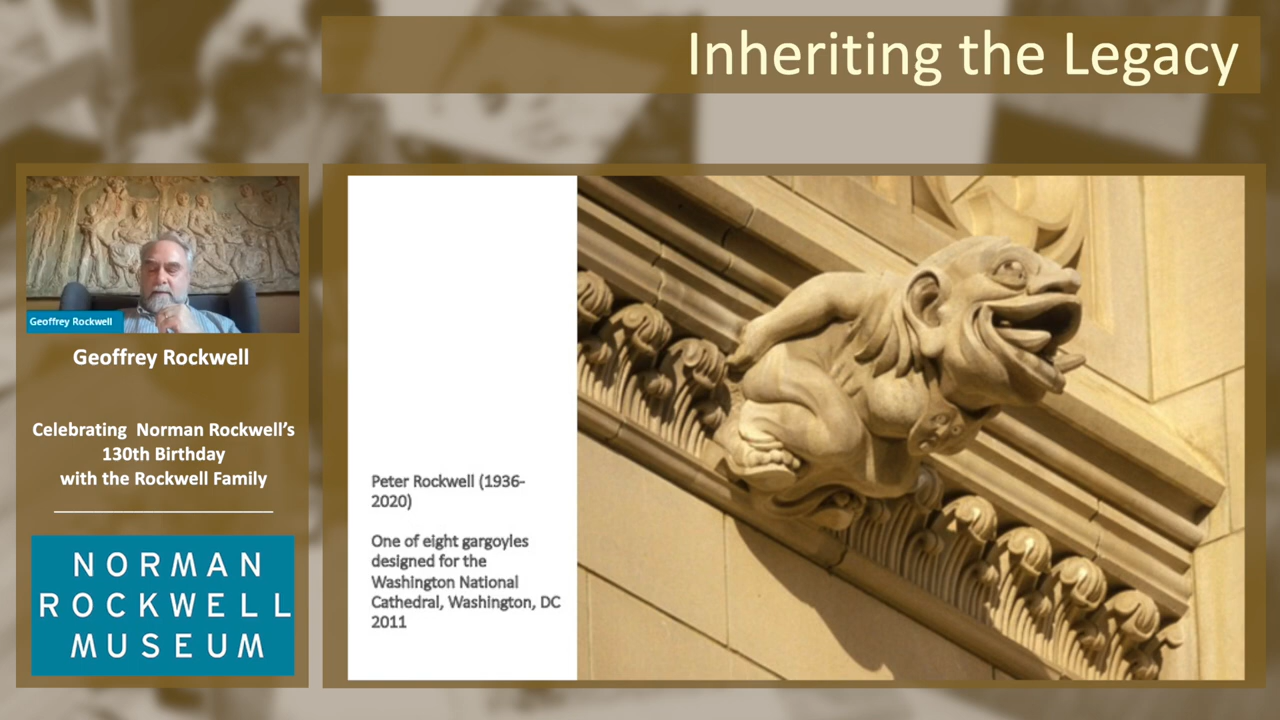 Inheriting the Legacy
Geoffrey Rockwell
Geoffrey Rockwell
Celebrating Norman Rockwell’s
130th Birthday
with the Rockwell Family
NORMAN
ROCKWELL
MUSEUM
Peter Rockwell (1936-
2020)
One of eight gargoyles
designed for the
Washington National
Cathedral, Washington, DC
2011